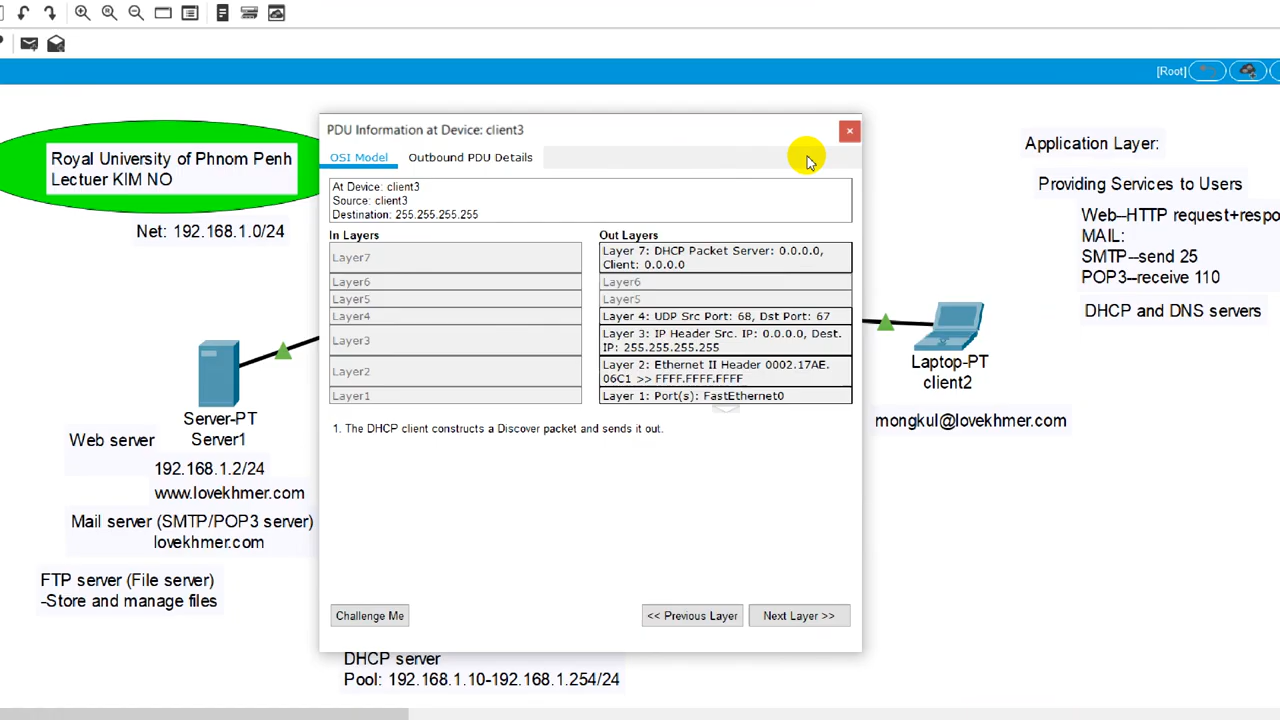 [Root]
Royal University of Phnom Penh
Lectuer KIM NO
Net: 192.168.1.0/24
Server-PT
Server1
Web server
192.168.1.2/24
www.lovekhmer.com
Mail server (SMTP/POP3 server)
lovekhmer.com
FTP server (File server)
-Store and manage files
PDU Information at Device: client3
OSI Model
Outbound PDU Details
At Device: client3
Source: client3
Destination: 255.255.255.255
In Layers
Layer7
Layer6
Layer5
Layer4
Layer3
Layer2
Layer1
Out Layers
Layer 7: DHCP Packet Server: 0.0.0.0,
Client: 0.0.0.0
Layer6
Layer5
Layer 4: UDP Src Port: 68, Dst Port: 67
Layer 3: IP Header Src. IP: 0.0.0.0, Dest.
IP: 255.255.255.255
Layer 2: Ethernet II Header 0002.17AE.
06C1 >> FFFF.FFFF.FFFF
Layer 1: Port(s): FastEthernet0
1. The DHCP client constructs a Discover packet and sends it out.
Challenge Me
<< Previous Layer
Next Layer >>
DHCP server
Pool: 192.168.1.10-192.168.1.254/24
Application Layer:
Providing Services to Users
Web--HTTP request+respo
MAIL:
SMTP--send 25
POP3--receive 110
DHCP and DNS servers
Laptop-PT
client2
mongkul@lovekhmer.com